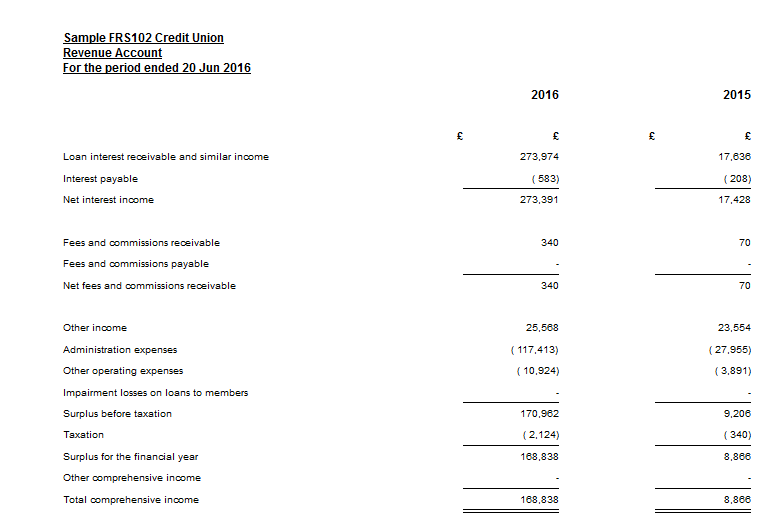 Sample FRS102 Credit Union
Revenue Account
For the period ended 20 Jun 2016
2016 2015
£ £ £ £
Loan interest receivable and similar income 273,974 17,636
Interest payable ( 583) ( 208)
Net interest income 273,391 17,428
Fees and commissions receivable 340 70
Fees and commissions payable - -
Net fees and commissions receivable 340 70
Other income 25,568 23,554
Administration expenses ( 117,413) ( 27,955)
Other operating expenses ( 10,924) ( 3,891)
Impairment losses on loans to members - -
Surplus before taxation 170,962 9,206
Taxation ( 2,124) ( 340)
Surplus for the financial year 168,838 8,866
Other comprehensive income - -
Total comprehensive income 168,838 8,866